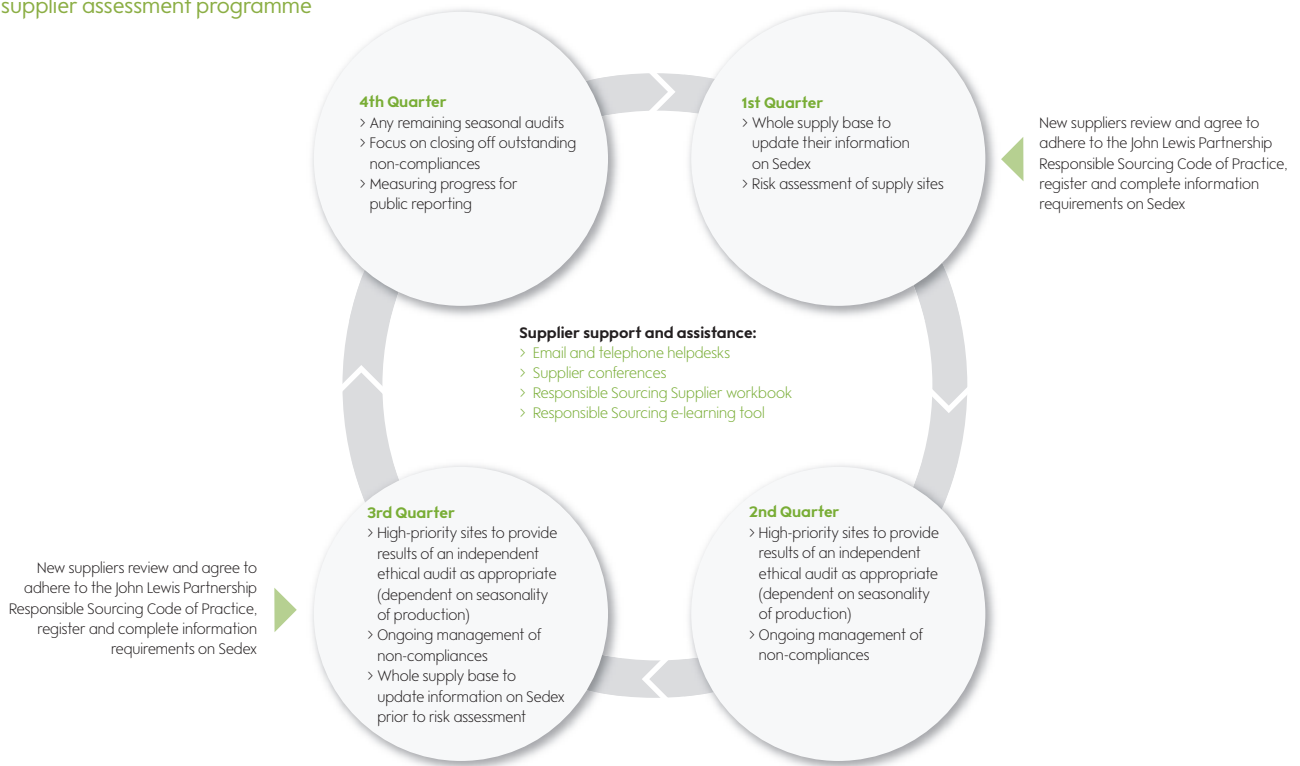 supplier assessment programme
4th Quarter
> Any remaining seasonal audits
> Focus on closing off outstanding
non-compliances
> Measuring progress for
public reporting
1st Quarter
> Whole supply base to
update their information
on Sedex
> Risk assessment of supply sites
New suppliers review and agree to
adhere to the John Lewis Partnership
Responsible Sourcing Code of Practice,
register and complete information
requirements on Sedex
Supplier support and assistance:
> Email and telephone helpdesks
> Supplier conferences
> Responsible Sourcing Supplier workbook
> Responsible Sourcing e-learning tool
3rd Quarter
> High-priority sites to provide
results of an independent
ethical audit as appropriate
(dependent on seasonality
of production)
> Ongoing management of
non-compliances
> Whole supply base to
update information on Sedex
prior to risk assessment
2nd Quarter
> High-priority sites to provide
results of an independent
ethical audit as appropriate
(dependent on seasonality
of production)
> Ongoing management of
non-compliances
New suppliers review and agree to
adhere to the John Lewis Partnership
Responsible Sourcing Code of Practice,
register and complete information
requirements on Sedex